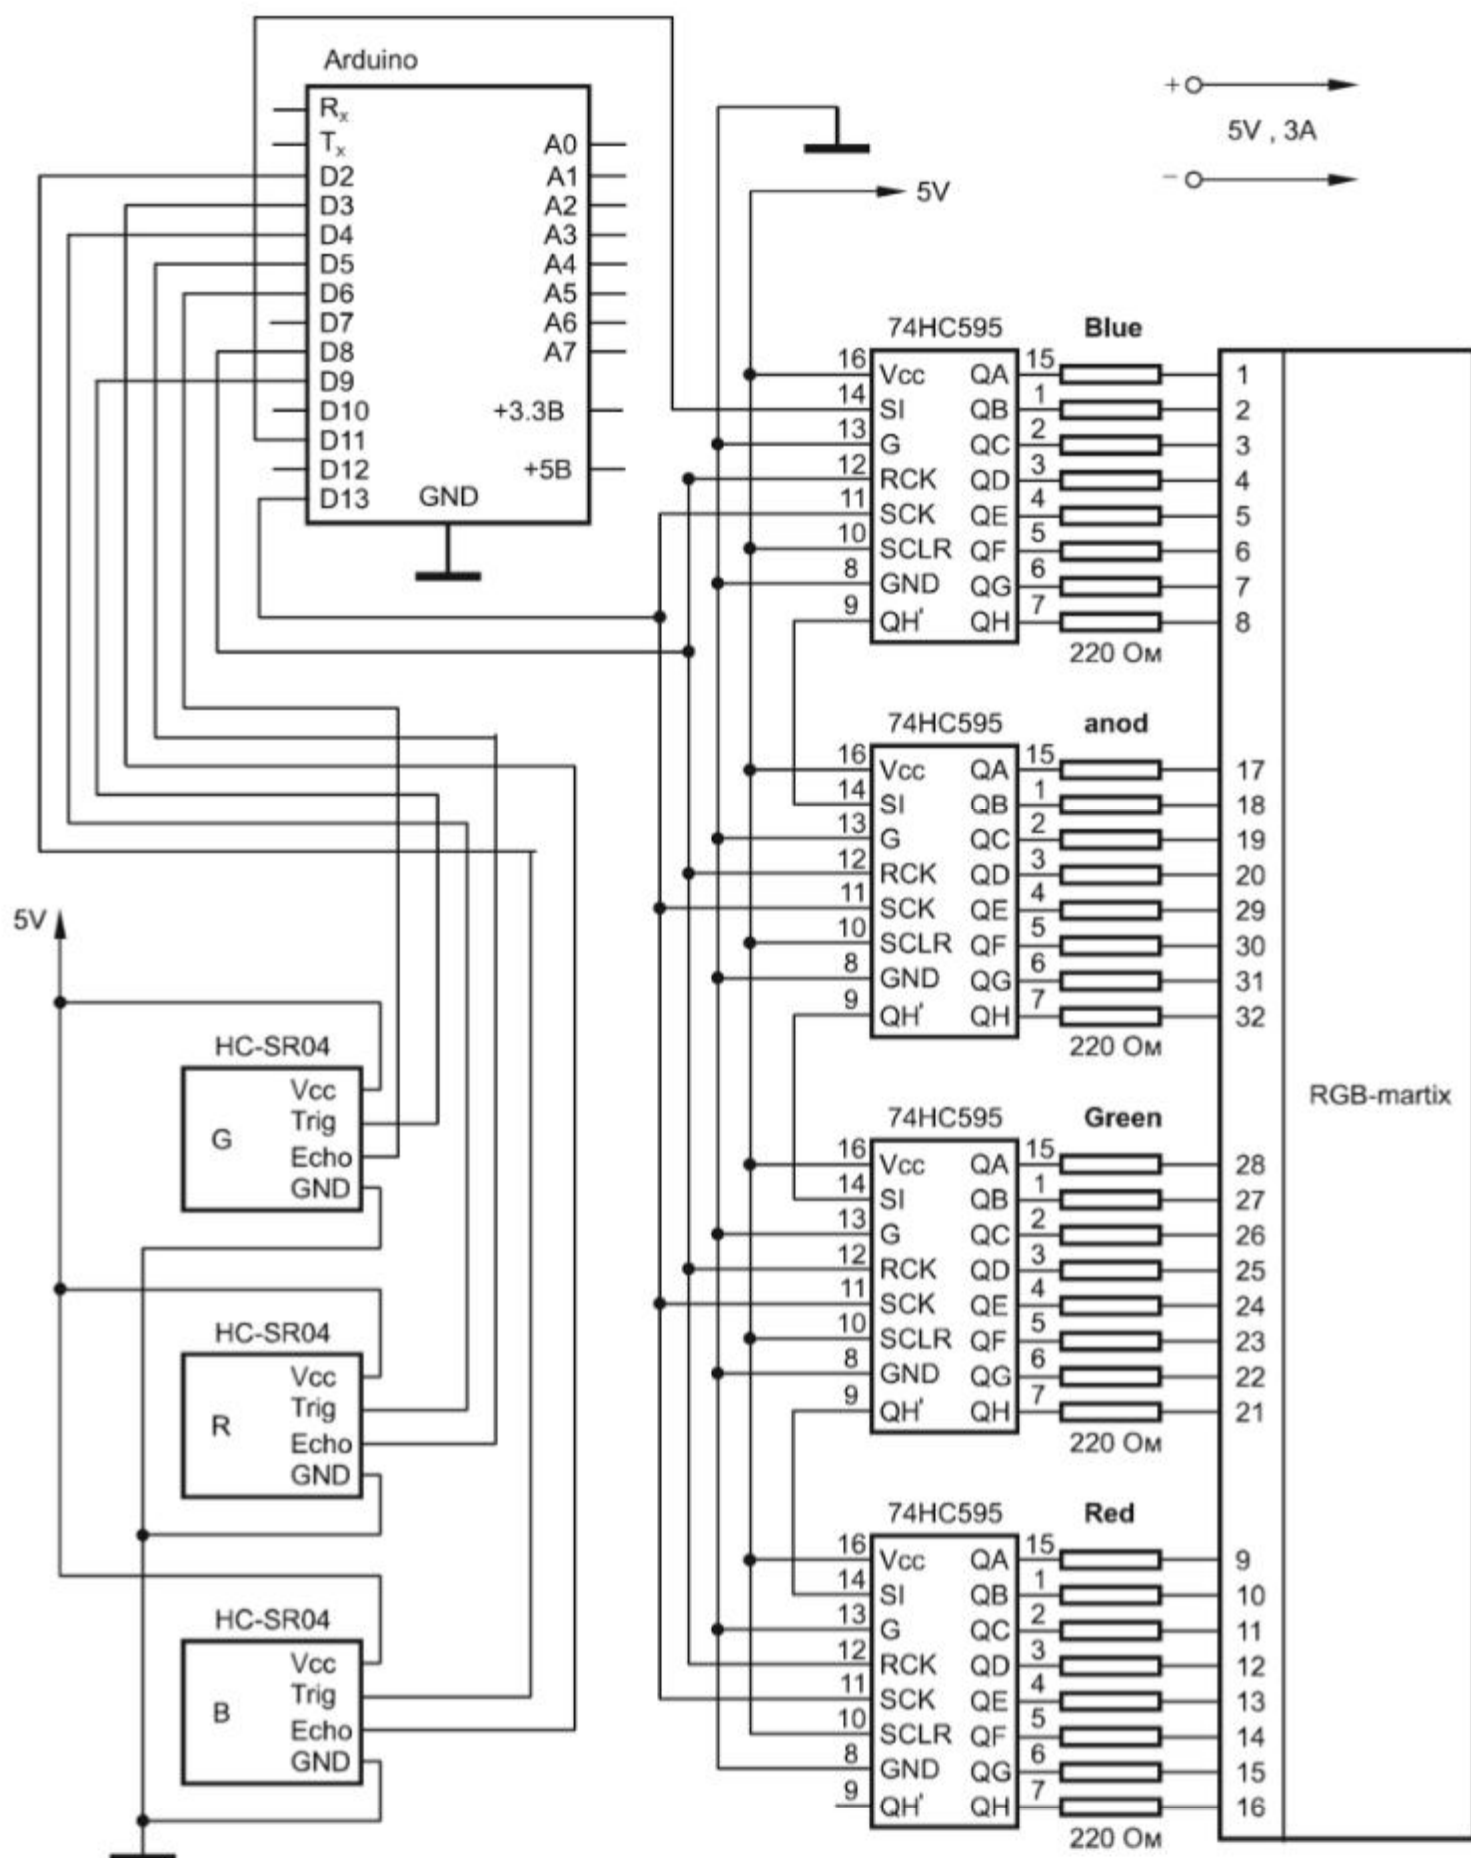 Arduino
Rx
Tx
D2
D3
D4
D5
D6
D7
D8
D9
D10
D11
D12
D13
A0
A1
A2
A3
A4
A5
A6
A7
+3.3В
+5В
GND
+
5V , 3A
−
5V
74HC595 Blue
16 Vcc QA 15 1
14 SI QB 1 2
13 G QC 2 3
12 RCK QD 3 4
11 SCK QE 4 5
10 SCLR QF 5 6
8 GND QG 6 7
9 QH' QH 7 8
220 Ом
74HC595 anod
16 Vcc QA 15 17
14 SI QB 1 18
13 G QC 2 19
12 RCK QD 3 20
11 SCK QE 4 29
10 SCLR QF 5 30
8 GND QG 6 31
9 QH' QH 7 32
220 Ом
74HC595 Green
16 Vcc QA 15 28
14 SI QB 1 27
13 G QC 2 26
12 RCK QD 3 25
11 SCK QE 4 24
10 SCLR QF 5 23
8 GND QG 6 22
9 QH' QH 7 21
220 Ом
74HC595 Red
16 Vcc QA 15 9
14 SI QB 1 10
13 G QC 2 11
12 RCK QD 3 12
11 SCK QE 4 13
10 SCLR QF 5 14
8 GND QG 6 15
9 QH' QH 7 16
220 Ом
RGB-martix
5V
HC-SR04
G
Vcc
Trig
Echo
GND
HC-SR04
R
Vcc
Trig
Echo
GND
HC-SR04
B
Vcc
Trig
Echo
GND